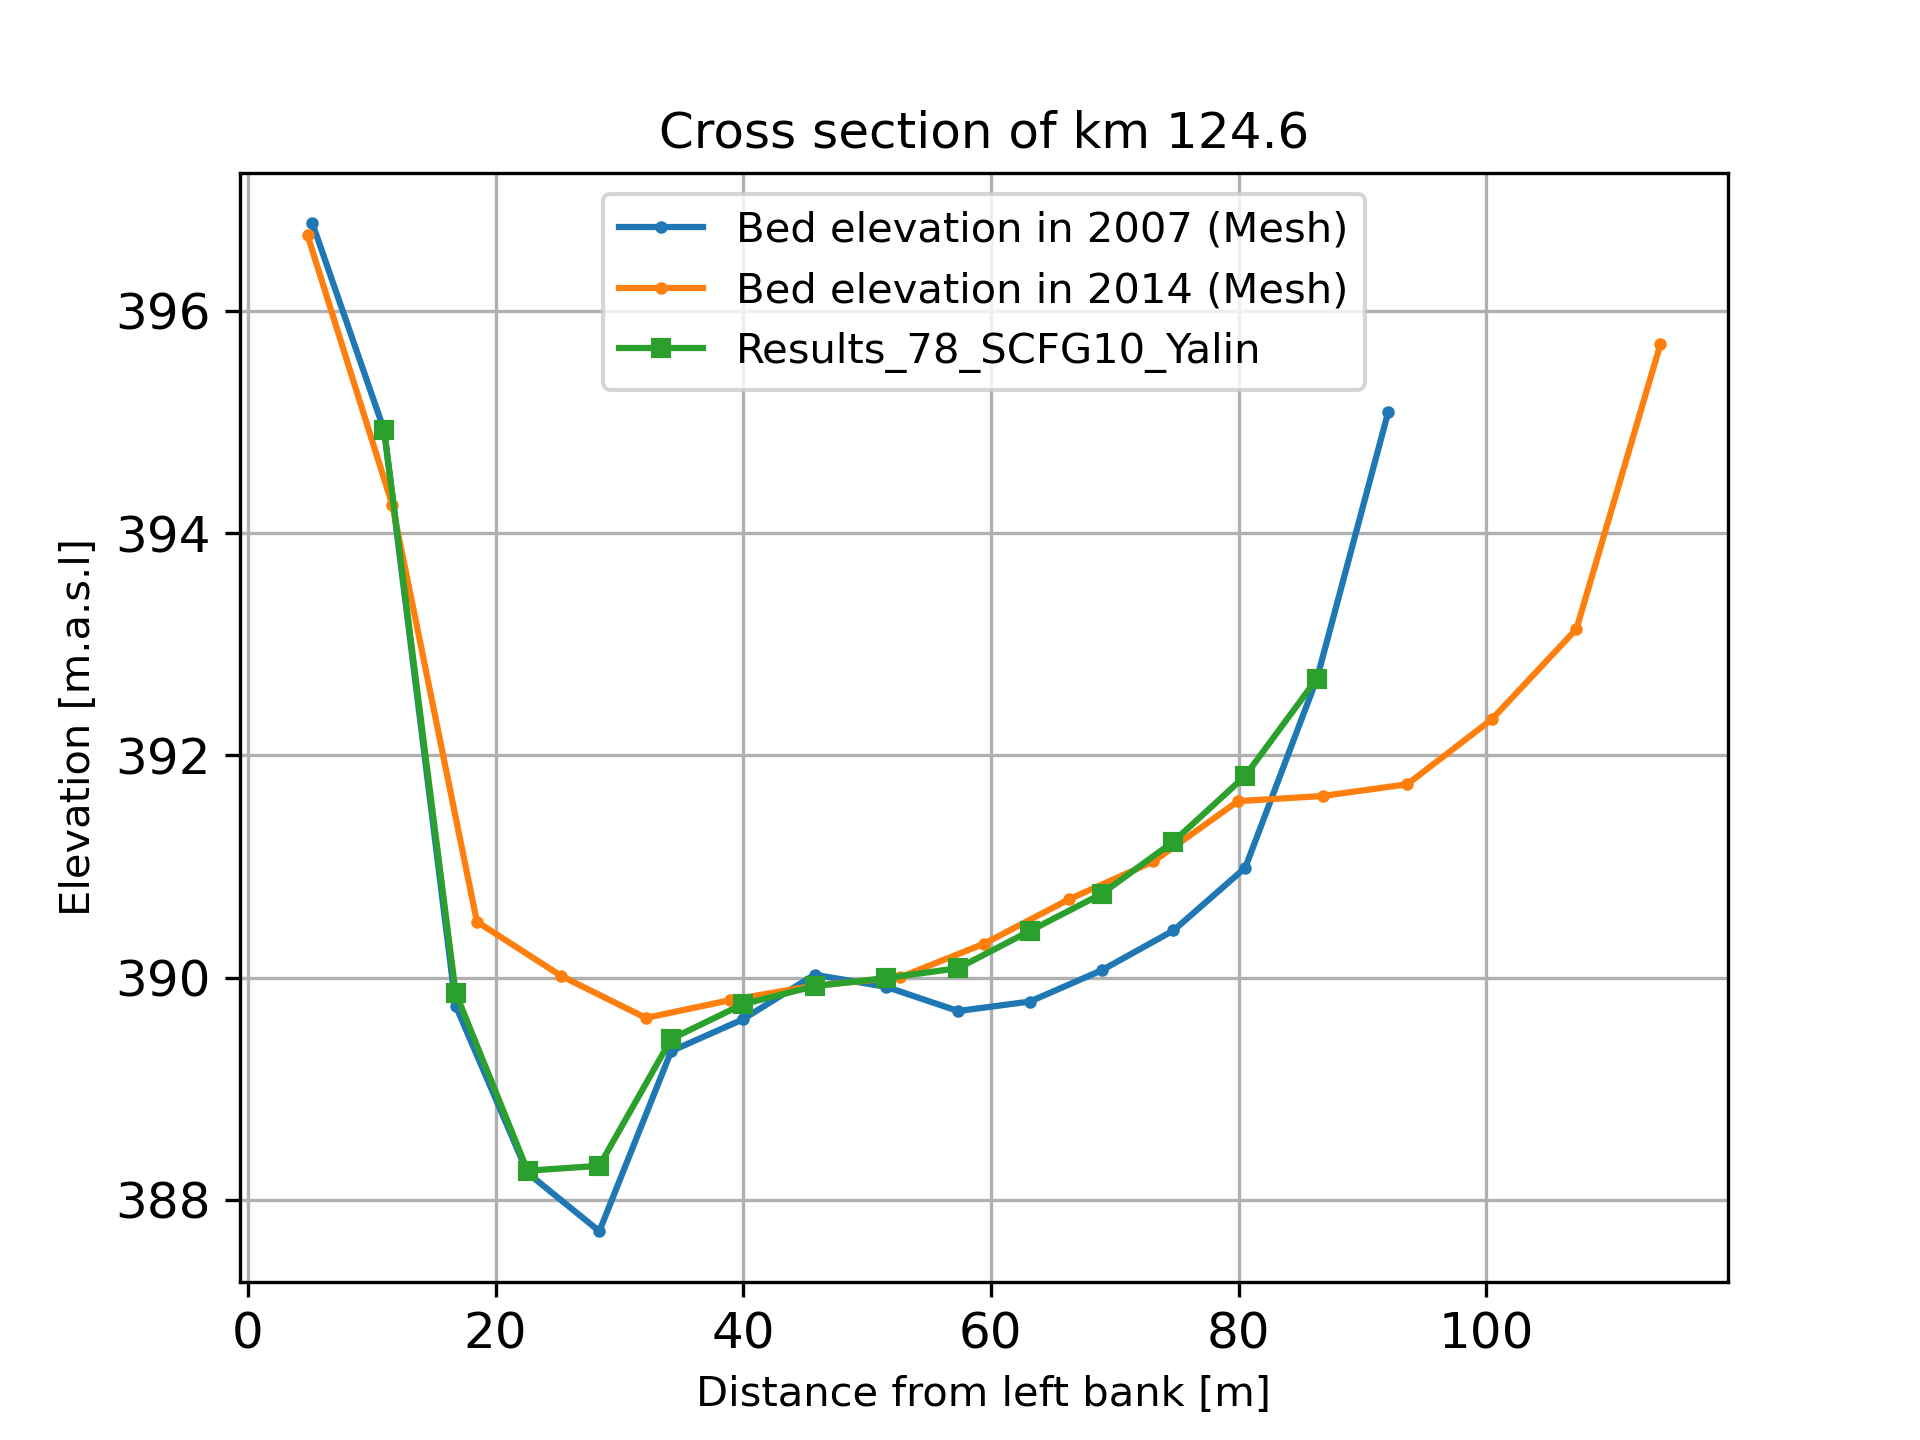 Cross section of km 124.6
Bed elevation in 2007 (Mesh)
Bed elevation in 2014 (Mesh)
Results_78_SCFG10_Yalin
Elevation [m.a.s.l]
396
394
392
390
388
0 20 40 60 80 100
Distance from left bank [m]